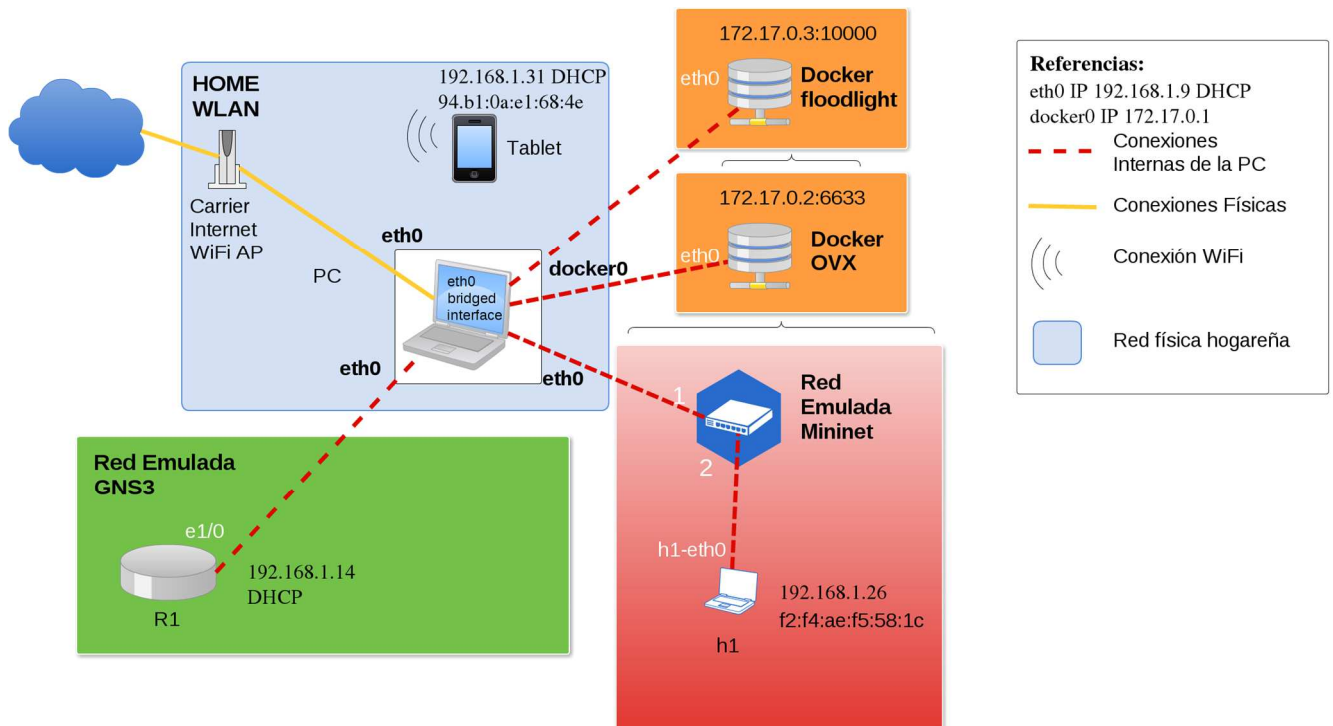 HOME
WLAN
Carrier
Internet
WiFi AP
192.168.1.31 DHCP
94.b1:0a:e1:68:4e
Tablet
PC
eth0
eth0
bridged
interface
docker0
eth0
eth0
172.17.0.3:10000
eth0
Docker
floodlight
172.17.0.2:6633
eth0
Docker
OVX
Red Emulada
GNS3
e1/0
192.168.1.14
DHCP
R1
1
Red
Emulada
Mininet
2
h1-eth0
192.168.1.26
f2:f4:ae:f5:58:1c
h1
Referencias:
eth0 IP 192.168.1.9 DHCP
docker0 IP 172.17.0.1
Conexiones
Internas de la PC
Conexiones Físicas
Conexión WiFi
Red física hogareña